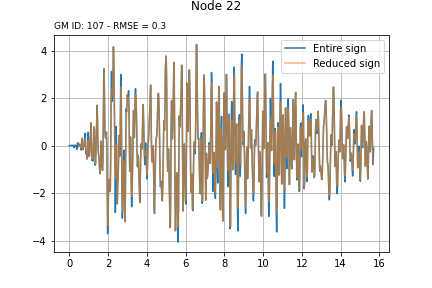 Node 22
GM ID: 107 - RMSE = 0.3
Entire sign
Reduced sign
4
2
0
−2
−4
0 2 4 6 8 10 12 14 16